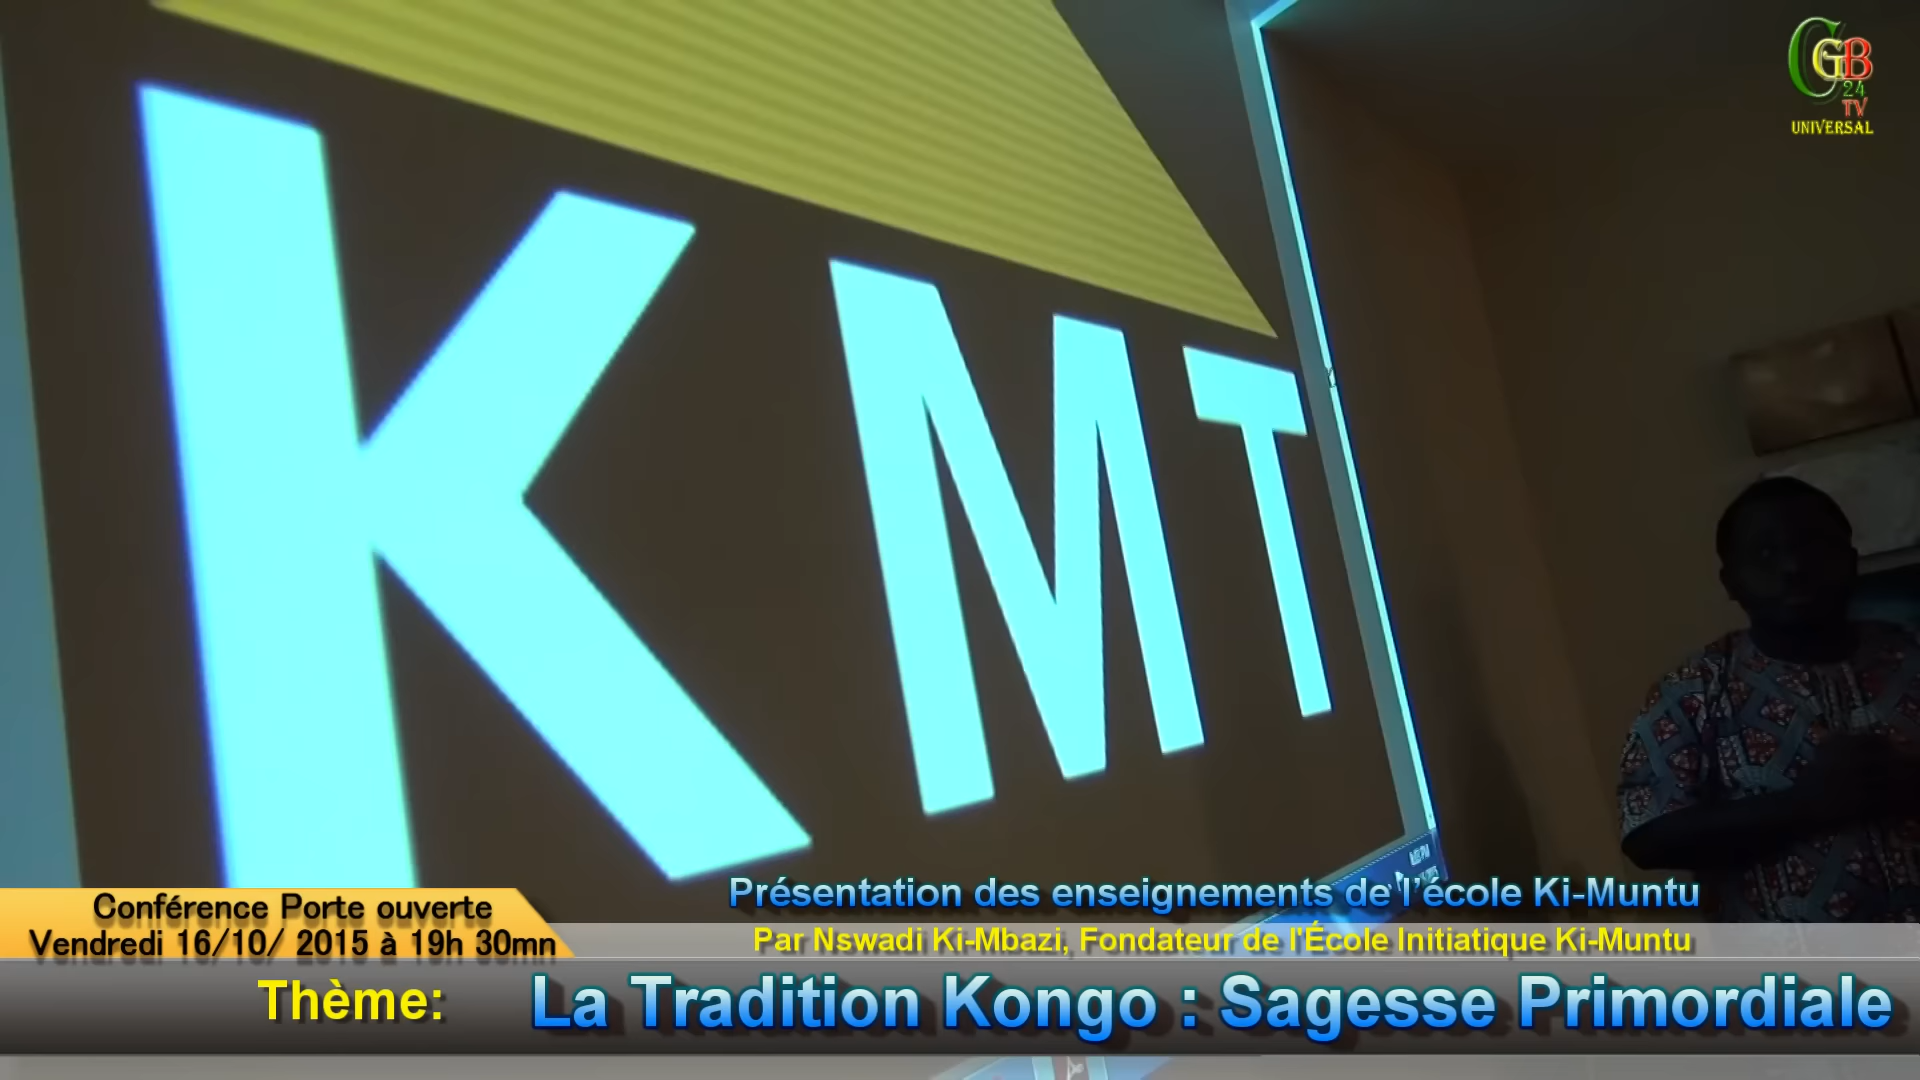 KMT
CGB
24
TV
UNIVERSAL
Conférence Porte ouverte
Vendredi 16/10/ 2015 à 19h 30mn
Présentation des enseignements de l'école Ki-Muntu
Par Nswadi Ki-Mbazi, Fondateur de l'École Initiatique Ki-Muntu
Thème: La Tradition Kongo : Sagesse Primordiale